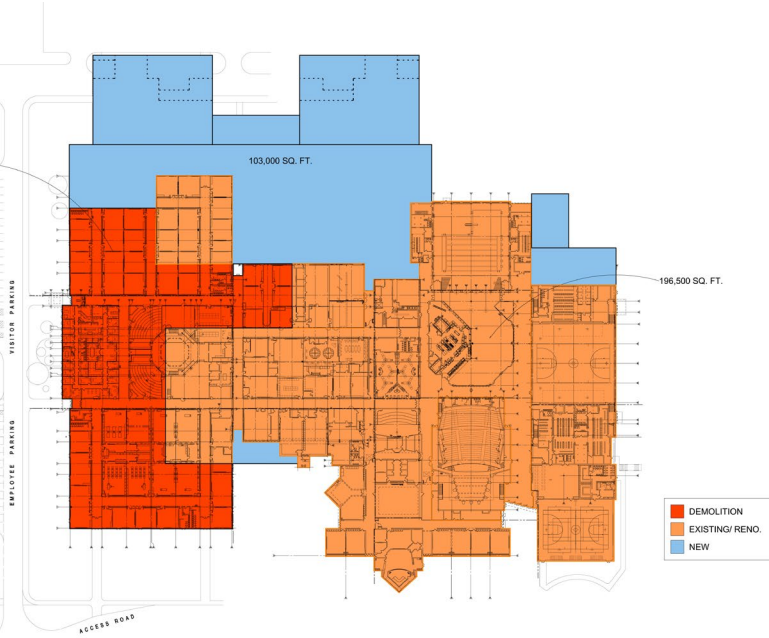 103,000 SQ. FT.
196,500 SQ. FT.
VISITOR PARKING
EMPLOYEE PARKING
DEMOLITION
EXISTING/ RENO.
NEW
ACCESS ROAD